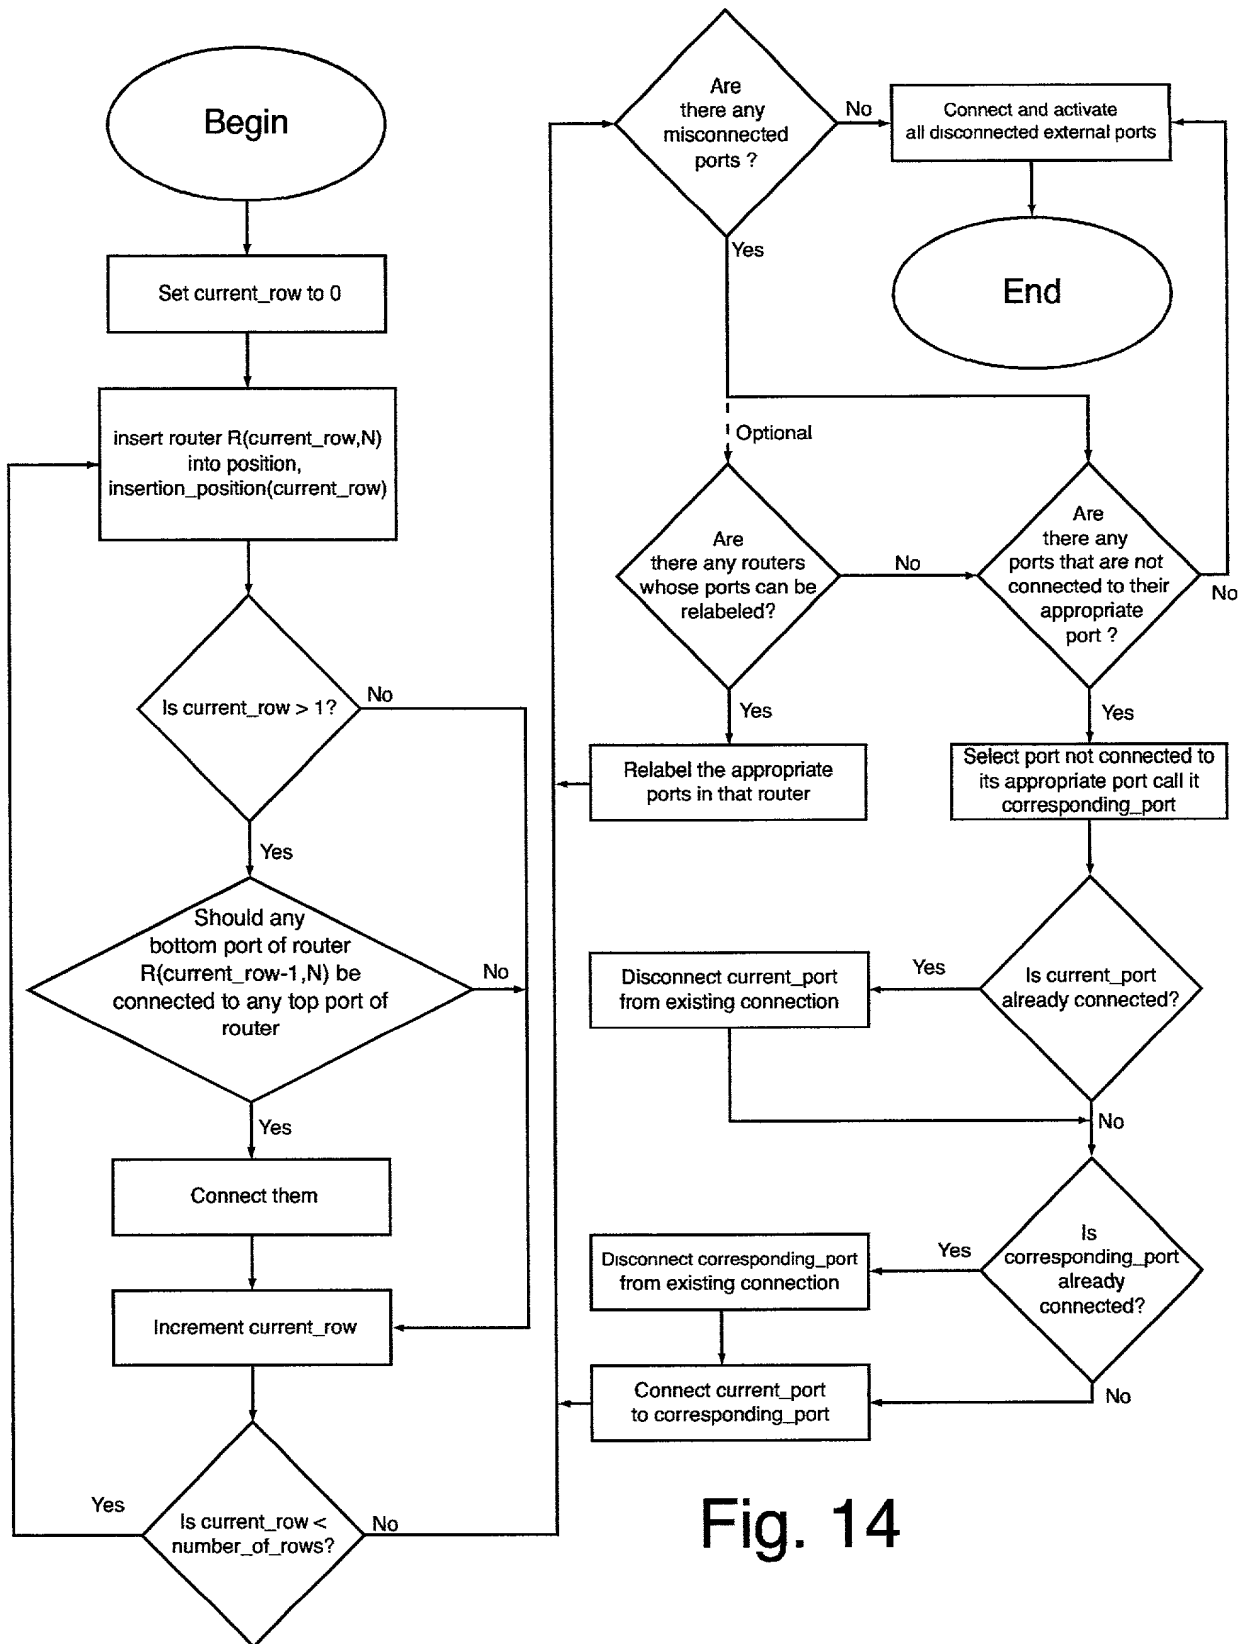 Begin
Set current_row to 0
insert router R(current_row,N)
into position,
insertion_position(current_row)
Is current_row > 1?
No
Yes
Should any
bottom port of router
R(current_row-1,N) be
connected to any top port of
router
No
Yes
Connect them
Increment current_row
Is current_row <
number_of_rows?
Yes
No
Are
there any
misconnected
ports ?
No
Yes
Connect and activate
all disconnected external ports
End
Optional
Are
there any routers
whose ports can be
relabeled?
No
Yes
Relabel the appropriate
ports in that router
Are
there any
ports that are not
connected to their
appropriate
port ?
No
Yes
Select port not connected to
its appropriate port call it
corresponding_port
Is current_port
already connected?
Yes
No
Disconnect current_port
from existing connection
Is
corresponding_port
already
connected?
Yes
No
Disconnect corresponding_port
from existing connection
Connect current_port
to corresponding_port
Fig. 14